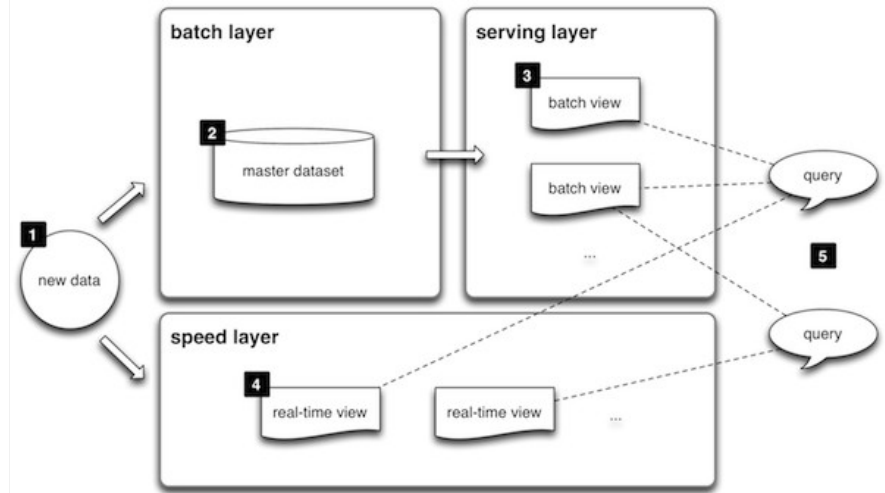 batch layer
serving layer
3
batch view
2
master dataset
batch view
query
1
new data
...
5
speed layer
query
4
real-time view
real-time view
...